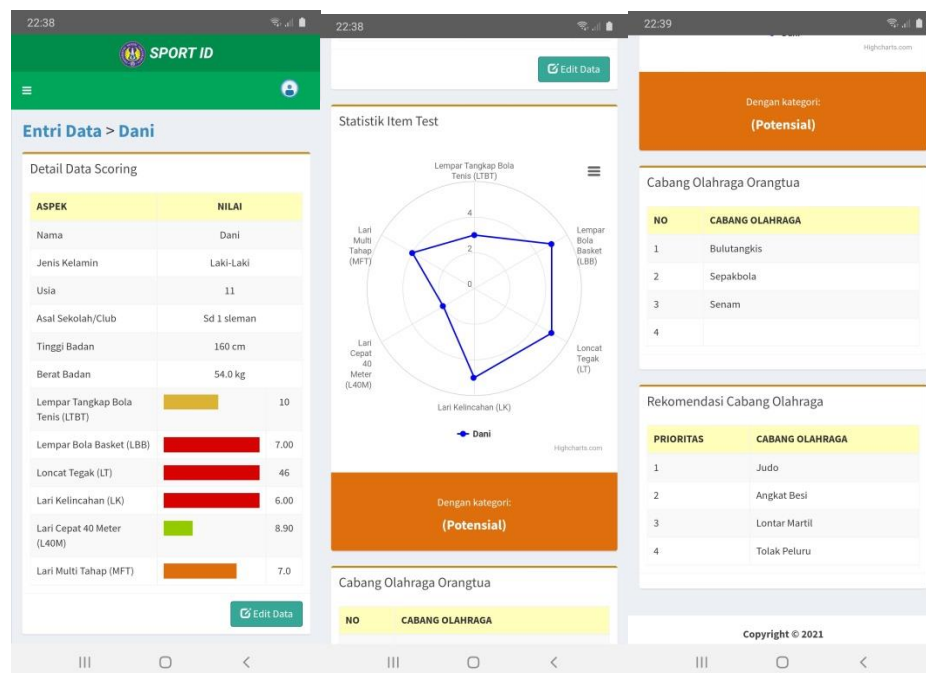 22:38
SPORT ID
Entri Data > Dani
Detail Data Scoring
ASPEK NILAI
Nama Dani
Jenis Kelamin Laki-Laki
Usia 11
Asal Sekolah/Club Sd 1 sleman
Tinggi Badan 160 cm
Berat Badan 54.0 kg
Lempar Tangkap Bola
Tenis (LTBT) 10
Lempar Bola Basket (LBB) 7.00
Loncat Tegak (LT) 46
Lari Kelincahan (LK) 6.00
Lari Cepat 40 Meter
(L40M) 8.90
Lari Multi Tahap (MFT) 7.0
Edit Data
22:38
Edit Data
Statistik Item Test
Lempar Tangkap Bola
Tenis (LTBT)
Lempar
Bola
Basket
(LBB)
Loncat
Tegak
(LT)
Lari Kelincahan (LK)
Lari
Cepat
40
Meter
(L40M)
Lari
Multi
Tahap
(MFT)
4
2
0
Dani
Highcharts.com
Dengan kategori:
(Potensial)
Cabang Olahraga Orangtua
NO CABANG OLAHRAGA
22:39
Highcharts.com
Dengan kategori:
(Potensial)
Cabang Olahraga Orangtua
NO CABANG OLAHRAGA
1 Bulutangkis
2 Sepakbola
3 Senam
4
Rekomendasi Cabang Olahraga
PRIORITAS CABANG OLAHRAGA
1 Judo
2 Angkat Besi
3 Lontar Martil
4 Tolak Peluru
Copyright © 2021